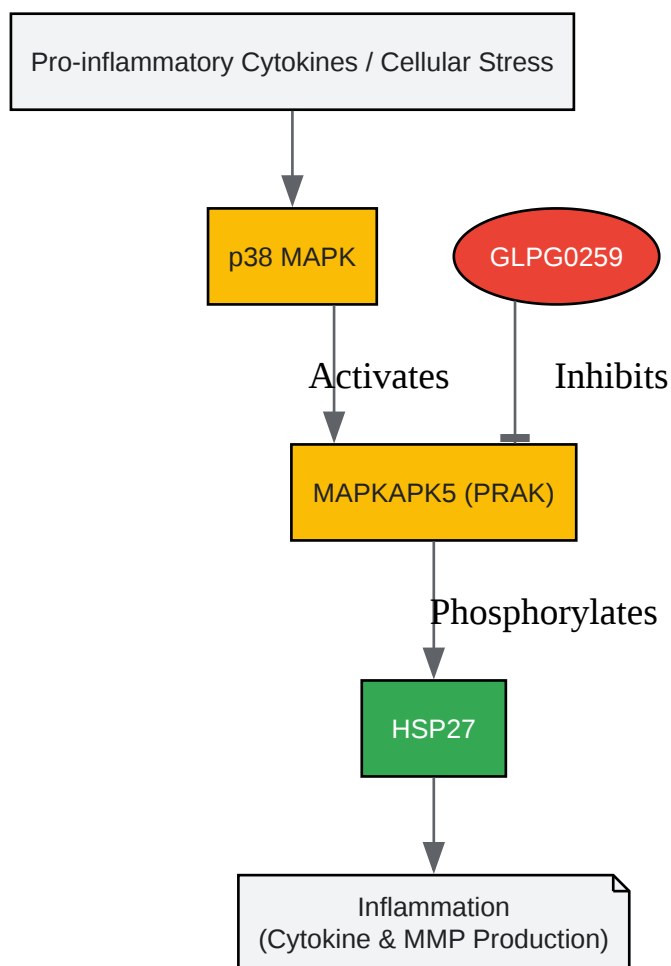 Pro-inflammatory Cytokines / Cellular Stress
p38 MAPK
GLPG0259
Activates
Inhibits
MAPKAPK5 (PRAK)
Phosphorylates
HSP27
Inflammation
(Cytokine & MMP Production)